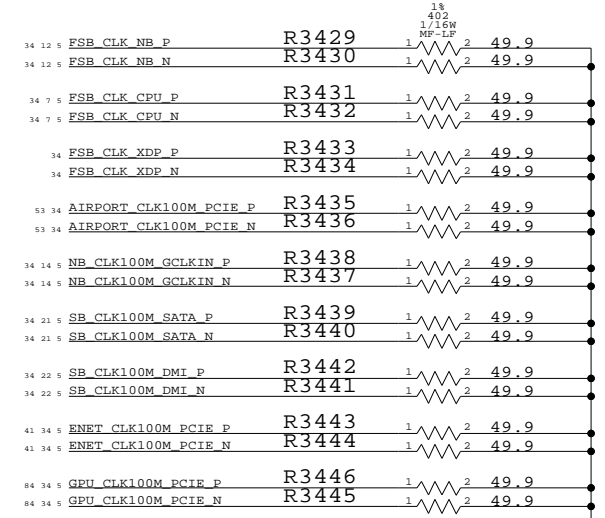 1%
402
1/16W
MF-LF
34 12 5 FSB_CLK_NB_P R3429 1 2 49.9
34 12 5 FSB_CLK_NB_N R3430 1 2 49.9
34 7 5 FSB_CLK_CPU_P R3431 1 2 49.9
34 7 5 FSB_CLK_CPU_N R3432 1 2 49.9
34 FSB_CLK_XDP_P R3433 1 2 49.9
34 FSB_CLK_XDP_N R3434 1 2 49.9
53 34 AIRPORT_CLK100M_PCIE_P R3435 1 2 49.9
53 34 AIRPORT_CLK100M_PCIE_N R3436 1 2 49.9
34 14 5 NB_CLK100M_GCLKIN_P R3438 1 2 49.9
34 14 5 NB_CLK100M_GCLKIN_N R3437 1 2 49.9
34 21 5 SB_CLK100M_SATA_P R3439 1 2 49.9
34 21 5 SB_CLK100M_SATA_N R3440 1 2 49.9
34 22 5 SB_CLK100M_DMI_P R3442 1 2 49.9
34 22 5 SB_CLK100M_DMI_N R3441 1 2 49.9
41 34 5 ENET_CLK100M_PCIE_P R3443 1 2 49.9
41 34 5 ENET_CLK100M_PCIE_N R3444 1 2 49.9
84 34 5 GPU_CLK100M_PCIE_P R3446 1 2 49.9
84 34 5 GPU_CLK100M_PCIE_N R3445 1 2 49.9